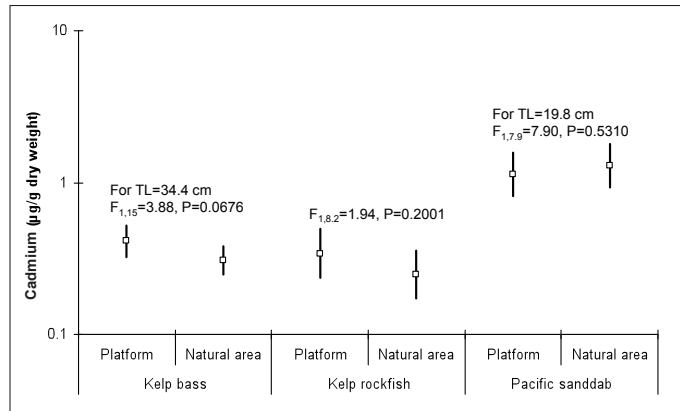 10
For TL=19.8 cm
F1,7.9=7.90, P=0.5310
1
For TL=34.4 cm
F1,15=3.88, P=0.0676
F1,8.2=1.94, P=0.2001
0.1
Cadmium (µg/g dry weight)
Platform Natural area Platform Natural area Platform Natural area
Kelp bass Kelp rockfish Pacific sanddab